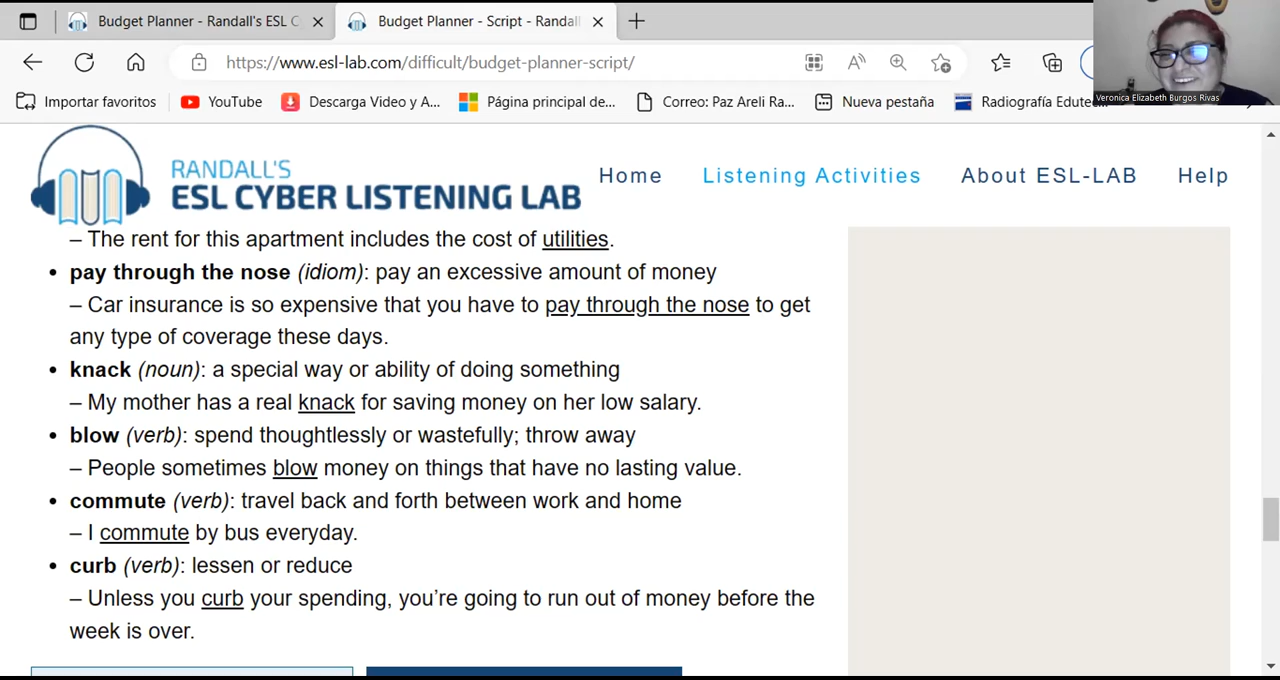 Budget Planner - Randall's ESL C
Budget Planner - Script - Randal
https://www.esl-lab.com/difficult/budget-planner-script/
Importar favoritos
YouTube
Descarga Video y A...
Página principal de...
Correo: Paz Areli Ra...
Nueva pestaña
Radiografía Edutec...
Veronica Elizabeth Burgos Rivas
RANDALL'S
ESL CYBER LISTENING LAB
Home
Listening Activities
About ESL-LAB
Help
– The rent for this apartment includes the cost of utilities.
• pay through the nose (idiom): pay an excessive amount of money
– Car insurance is so expensive that you have to pay through the nose to get
any type of coverage these days.
• knack (noun): a special way or ability of doing something
– My mother has a real knack for saving money on her low salary.
• blow (verb): spend thoughtlessly or wastefully; throw away
– People sometimes blow money on things that have no lasting value.
• commute (verb): travel back and forth between work and home
– I commute by bus everyday.
• curb (verb): lessen or reduce
– Unless you curb your spending, you’re going to run out of money before the
week is over.